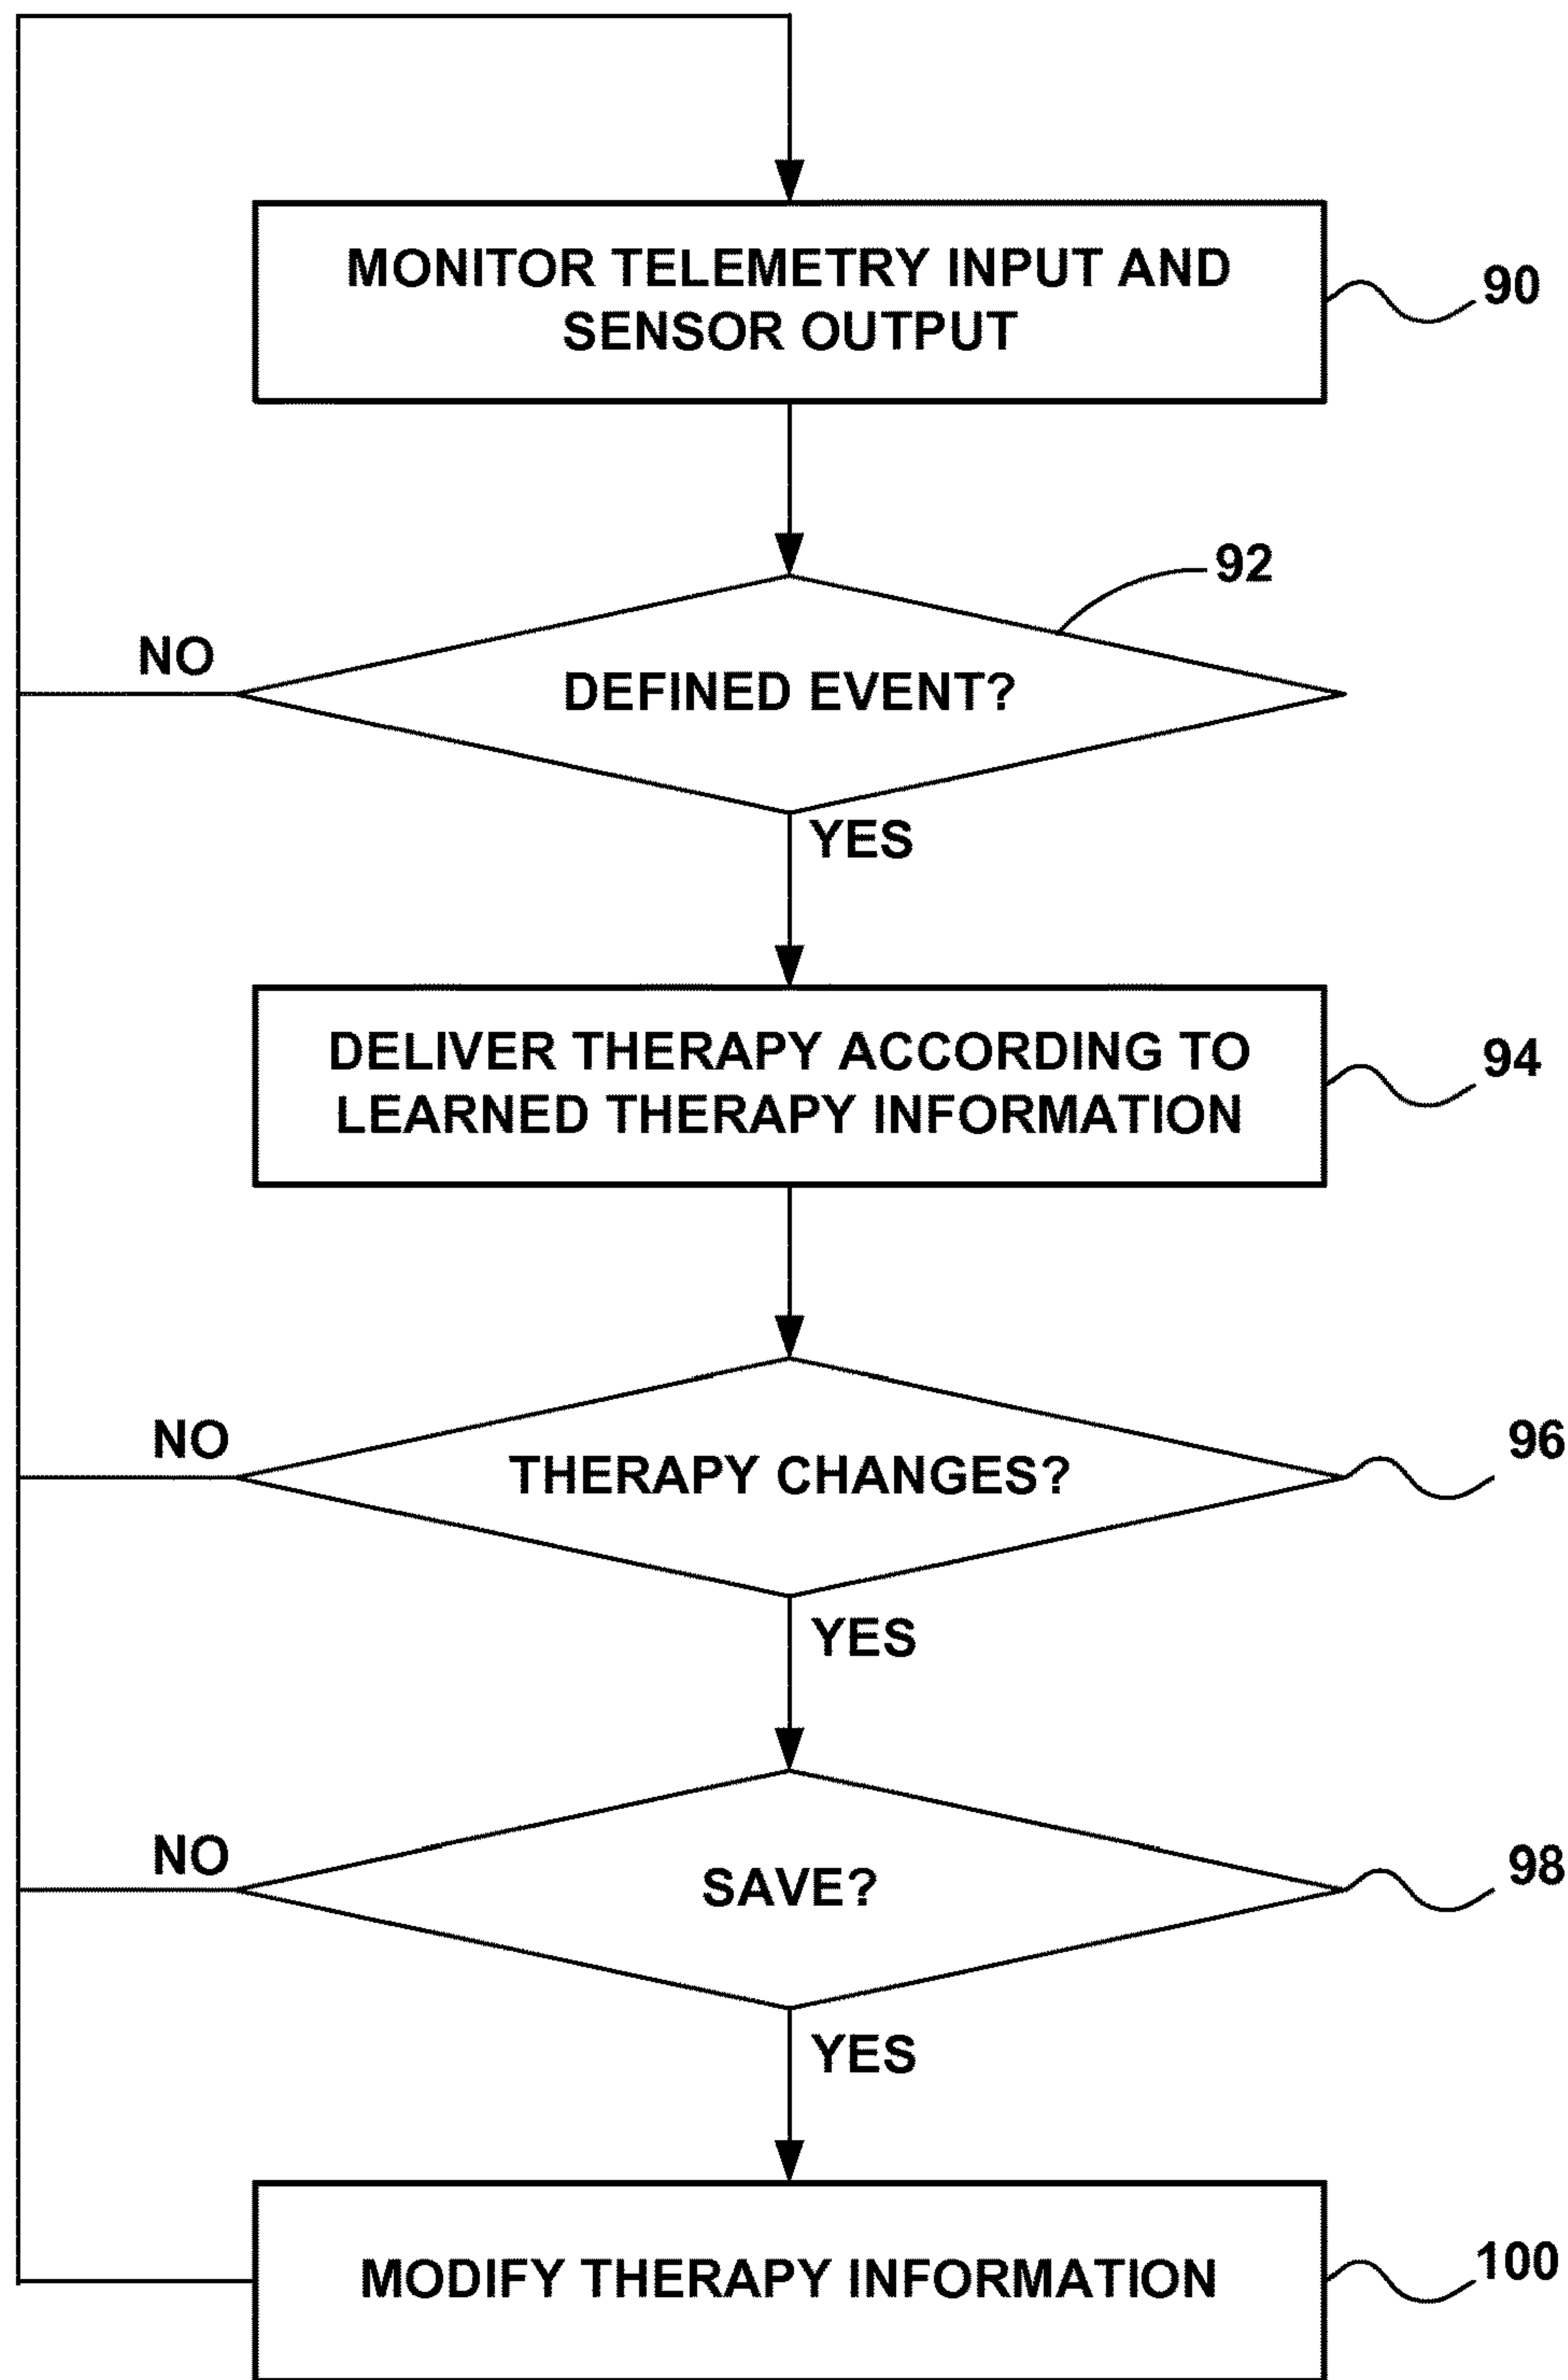 MONITOR TELEMETRY INPUT AND
SENSOR OUTPUT
90
92
NO
DEFINED EVENT?
YES
DELIVER THERAPY ACCORDING TO
LEARNED THERAPY INFORMATION
94
NO
THERAPY CHANGES?
96
YES
NO
SAVE?
98
YES
MODIFY THERAPY INFORMATION
100